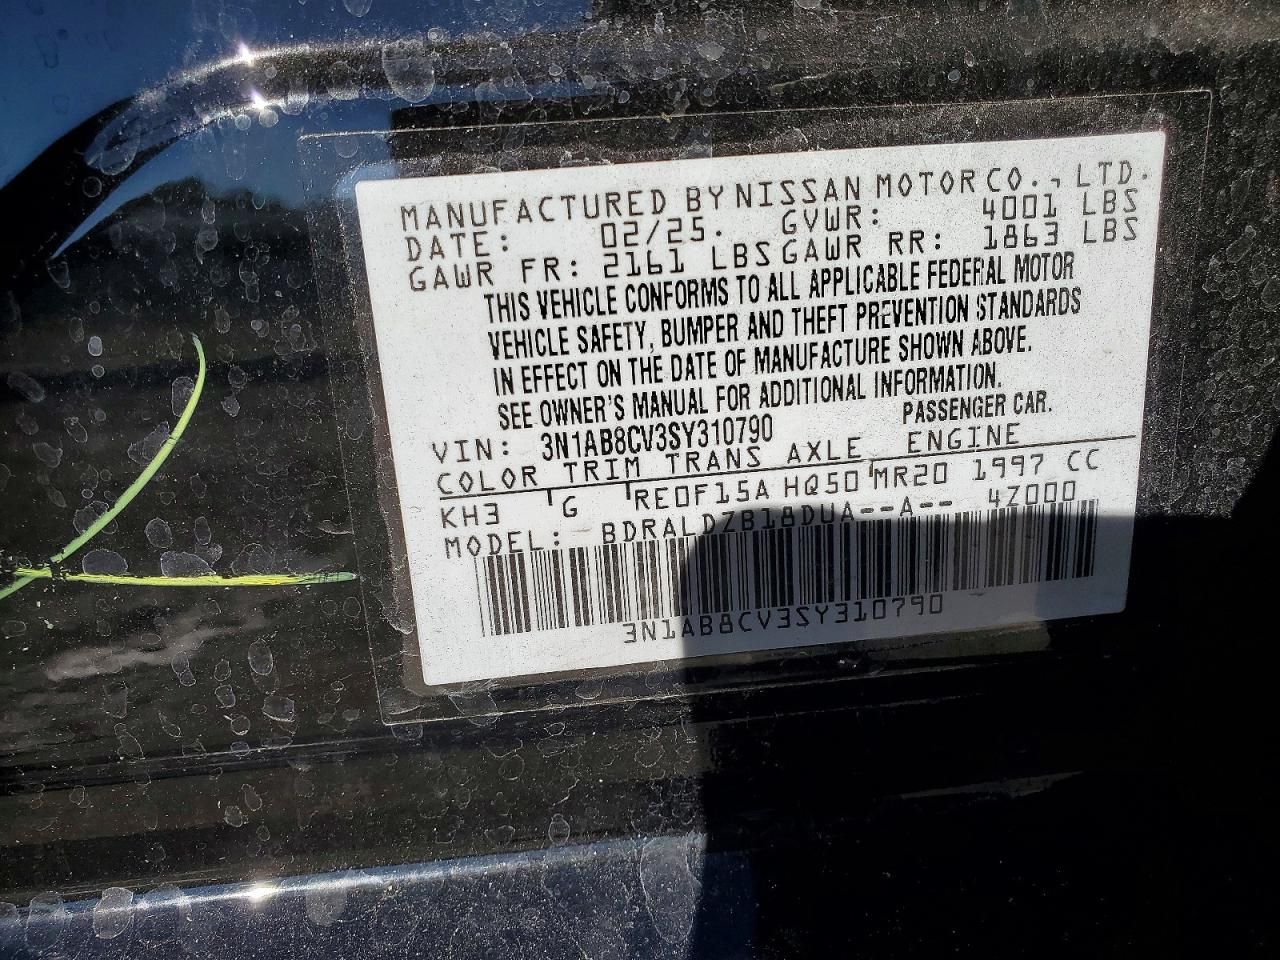 MANUFACTURED BY NISSAN MOTOR CO., LTD.
DATE: 02/25. GVWR: 4001 LBS
GAWR FR: 2161 LBS GAWR RR: 1863 LBS
THIS VEHICLE CONFORMS TO ALL APPLICABLE FEDERAL MOTOR
VEHICLE SAFETY, BUMPER AND THEFT PREVENTION STANDARDS
IN EFFECT ON THE DATE OF MANUFACTURE SHOWN ABOVE.
SEE OWNER'S MANUAL FOR ADDITIONAL INFORMATION.
VIN: 3N1AB8CV3SY310790 PASSENGER CAR.
COLOR TRIM TRANS AXLE ENGINE
KH3 G RE0F15A HQ50 MR20 1997 CC
MODEL: BDRALDZB18DUA--A-- 4Z000
3N1AB8CV3SY310790